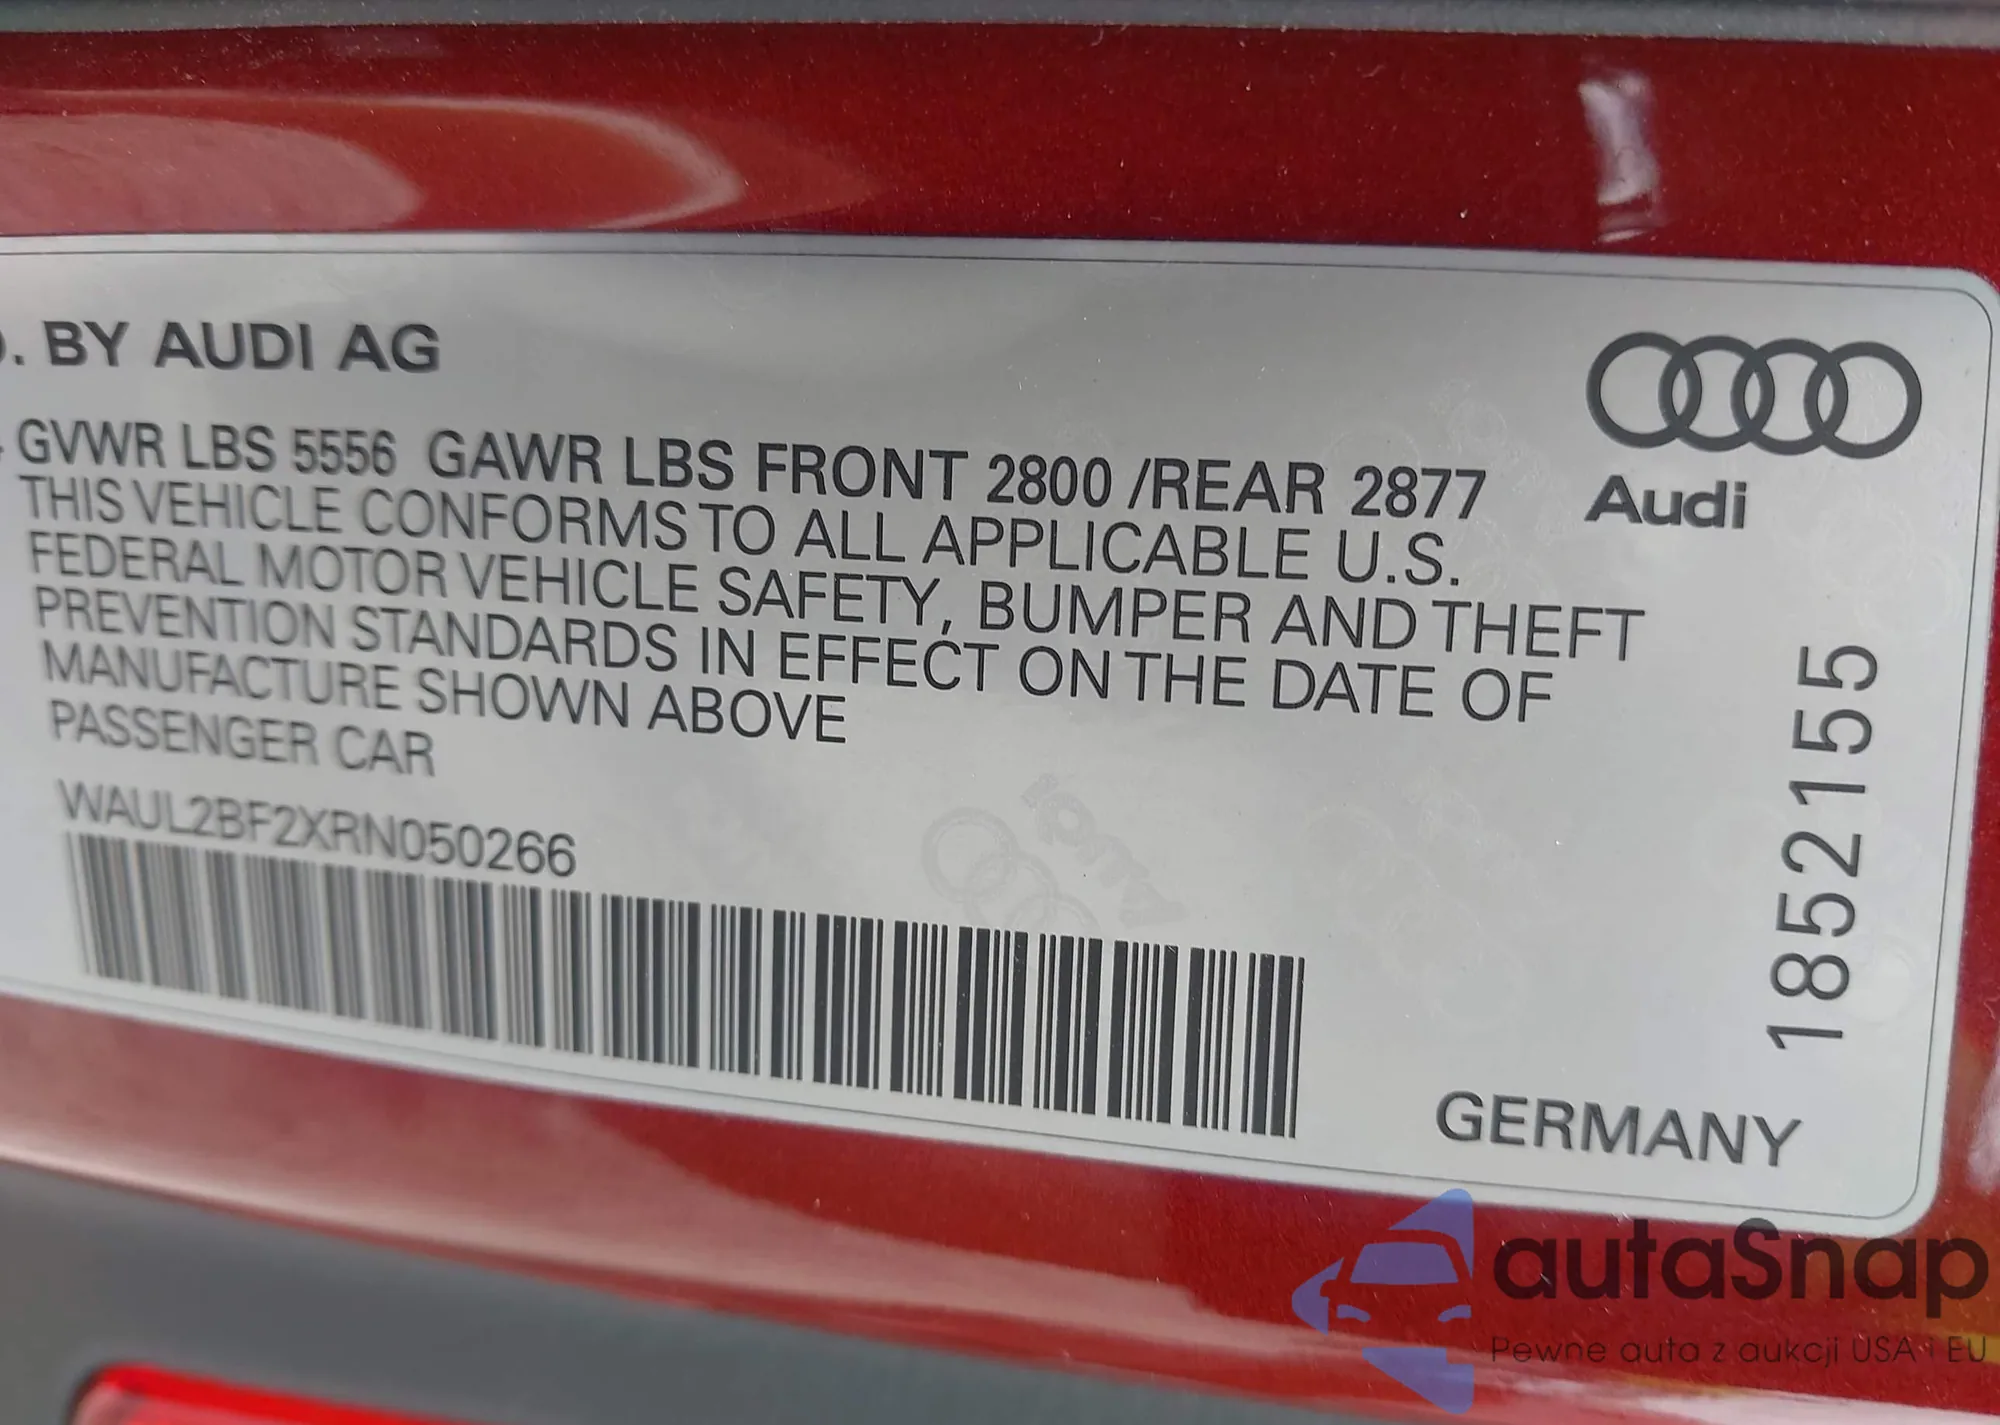 . BY AUDI AG
GVWR LBS 5556 GAWR LBS FRONT 2800 /REAR 2877
THIS VEHICLE CONFORMS TO ALL APPLICABLE U.S.
FEDERAL MOTOR VEHICLE SAFETY, BUMPER AND THEFT
PREVENTION STANDARDS IN EFFECT ON THE DATE OF
MANUFACTURE SHOWN ABOVE
PASSENGER CAR
WAUL2BF2XRN050266
Audi
1852155
GERMANY
autaSnap
Pewne auta z aukcji USA i EU